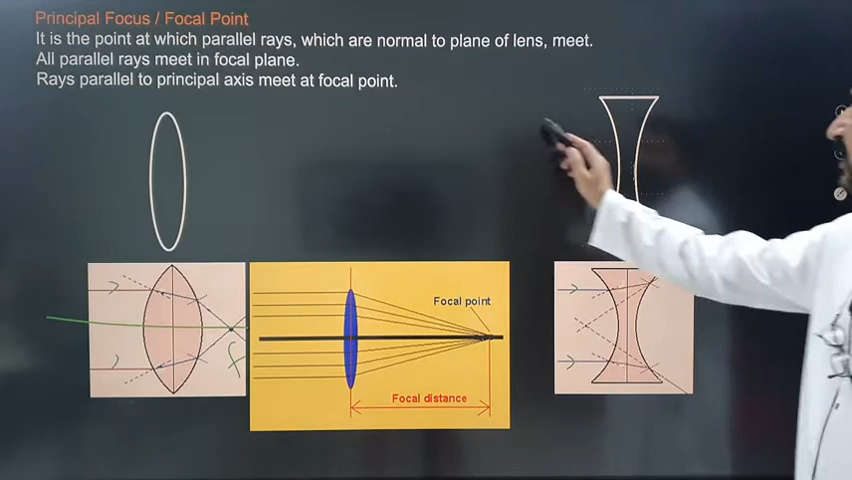 Principal Focus / Focal Point
It is the point at which parallel rays, which are normal to plane of lens, meet.
All parallel rays meet in focal plane.
Rays parallel to principal axis meet at focal point.
Focal point
Focal distance
f